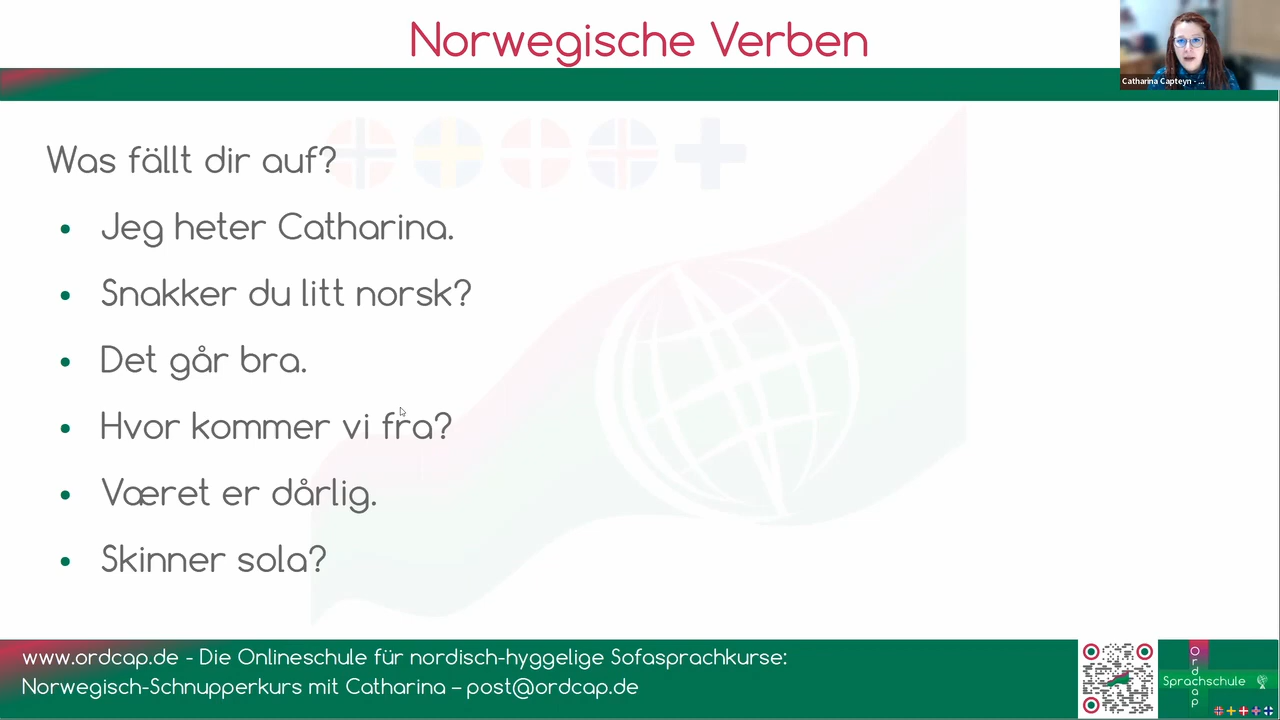 Norwegische Verben
Catharina Capteyn - ...
Was fällt dir auf?
• Jeg heter Catharina.
• Snakker du litt norsk?
• Det går bra.
• Hvor kommer vi fra?
• Været er dårlig.
• Skinner sola?
www.ordcap.de - Die Onlineschule für nordisch-hyggelige Sofasprachkurse:
Norwegisch-Schnupperkurs mit Catharina – post@ordcap.de
Ordcap
Sprachschule